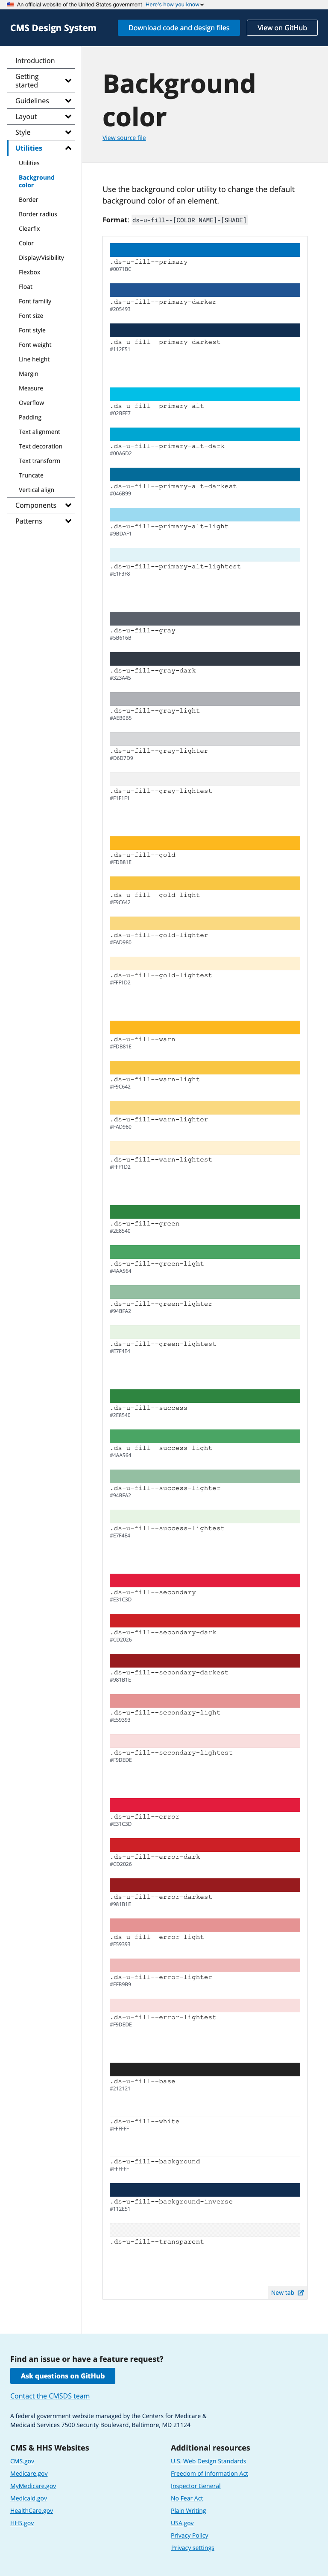 An official website of the United States government Here's how you know
CMS Design System
Download code and design files
View on GitHub
Introduction
Getting
started
Guidelines
Layout
Style
Utilities
Utilities
Background
color
Border
Border radius
Clearfix
Color
Display/Visibility
Flexbox
Float
Font familiy
Font size
Font style
Font weight
Line height
Margin
Measure
Overflow
Padding
Text alignment
Text decoration
Text transform
Truncate
Vertical align
Components
Patterns
Background
color
View source file
Use the background color utility to change the default
background color of an element.
Format: ds-u-fill--[COLOR NAME]-[SHADE]
.ds-u-fill--primary
#0071BC
.ds-u-fill--primary-darker
#205493
.ds-u-fill--primary-darkest
#112E51
.ds-u-fill--primary-alt
#02BFE7
.ds-u-fill--primary-alt-dark
#00A6D2
.ds-u-fill--primary-alt-darkest
#046B99
.ds-u-fill--primary-alt-light
#9BDAF1
.ds-u-fill--primary-alt-lightest
#E1F3F8
.ds-u-fill--gray
#5B616B
.ds-u-fill--gray-dark
#323A45
.ds-u-fill--gray-light
#AEB0B5
.ds-u-fill--gray-lighter
#D6D7D9
.ds-u-fill--gray-lightest
#F1F1F1
.ds-u-fill--gold
#FDB81E
.ds-u-fill--gold-light
#F9C642
.ds-u-fill--gold-lighter
#FAD980
.ds-u-fill--gold-lightest
#FFF1D2
.ds-u-fill--warn
#FDB81E
.ds-u-fill--warn-light
#F9C642
.ds-u-fill--warn-lighter
#FAD980
.ds-u-fill--warn-lightest
#FFF1D2
.ds-u-fill--green
#2E8540
.ds-u-fill--green-light
#4AA564
.ds-u-fill--green-lighter
#94BFA2
.ds-u-fill--green-lightest
#E7F4E4
.ds-u-fill--success
#2E8540
.ds-u-fill--success-light
#4AA564
.ds-u-fill--success-lighter
#94BFA2
.ds-u-fill--success-lightest
#E7F4E4
.ds-u-fill--secondary
#E31C3D
.ds-u-fill--secondary-dark
#CD2026
.ds-u-fill--secondary-darkest
#981B1E
.ds-u-fill--secondary-light
#E59393
.ds-u-fill--secondary-lightest
#F9DEDE
.ds-u-fill--error
#E31C3D
.ds-u-fill--error-dark
#CD2026
.ds-u-fill--error-darkest
#981B1E
.ds-u-fill--error-light
#E59393
.ds-u-fill--error-lighter
#EFB9B9
.ds-u-fill--error-lightest
#F9DEDE
.ds-u-fill--base
#212121
.ds-u-fill--white
#FFFFFF
.ds-u-fill--background
#FFFFFF
.ds-u-fill--background-inverse
#112E51
.ds-u-fill--transparent
New tab
Find an issue or have a feature request?
Ask questions on GitHub
Contact the CMSDS team
A federal government website managed by the Centers for Medicare &
Medicaid Services 7500 Security Boulevard, Baltimore, MD 21124
CMS & HHS Websites
CMS.gov
Medicare.gov
MyMedicare.gov
Medicaid.gov
HealthCare.gov
HHS.gov
Additional resources
U.S. Web Design Standards
Freedom of Information Act
Inspector General
No Fear Act
Plain Writing
USA.gov
Privacy Policy
Privacy settings